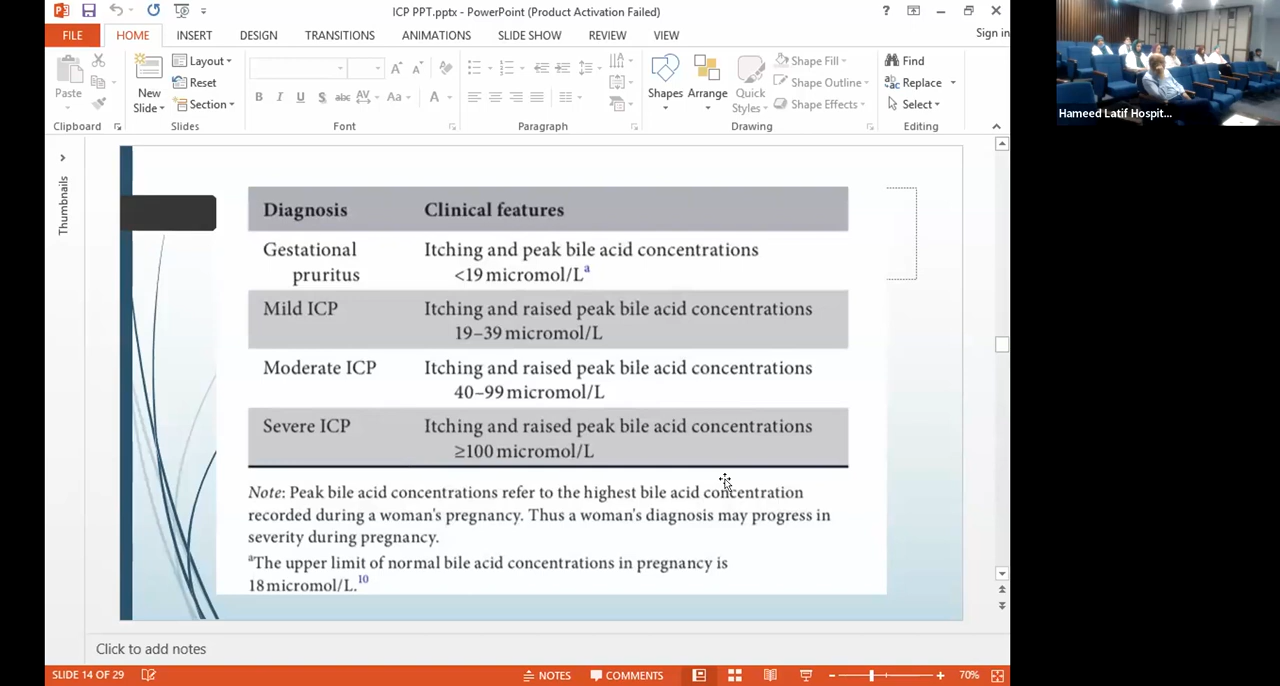 ICP PPT.pptx - PowerPoint (Product Activation Failed)
?
FILE HOME INSERT DESIGN TRANSITIONS ANIMATIONS SLIDE SHOW REVIEW VIEW Sign in
Paste
New
Slide
Layout
Reset
Section
B I U S abc AV Aa A
Shapes Arrange Quick
Styles
Shape Fill
Shape Outline
Shape Effects
Find
Replace
Select
Clipboard Slides Font Paragraph Drawing Editing
Thumbnails
Diagnosis Clinical features
Gestational Itching and peak bile acid concentrations
pruritus <19 micromol/Lᵃ
Mild ICP Itching and raised peak bile acid concentrations
19–39 micromol/L
Moderate ICP Itching and raised peak bile acid concentrations
40–99 micromol/L
Severe ICP Itching and raised peak bile acid concentrations
≥100 micromol/L
Note: Peak bile acid concentrations refer to the highest bile acid concentration
recorded during a woman's pregnancy. Thus a woman's diagnosis may progress in
severity during pregnancy.
ᵃThe upper limit of normal bile acid concentrations in pregnancy is
18 micromol/L.¹⁰
Click to add notes
SLIDE 14 OF 29 NOTES COMMENTS 70%
Hameed Latif Hospit...